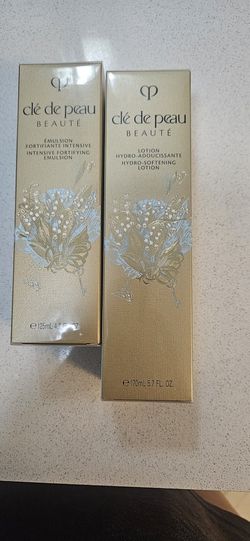 clé de peau
BEAUTÉ
ÉMULSION
FORTIFIANTE INTENSIVE
INTENSIVE FORTIFYING
EMULSION
℮ 125mL
clé de peau
BEAUTÉ
LOTION
HYDRO-ADOUCISSANTE
HYDRO-SOFTENING
LOTION
℮ 170mL 5.7 FL. OZ.